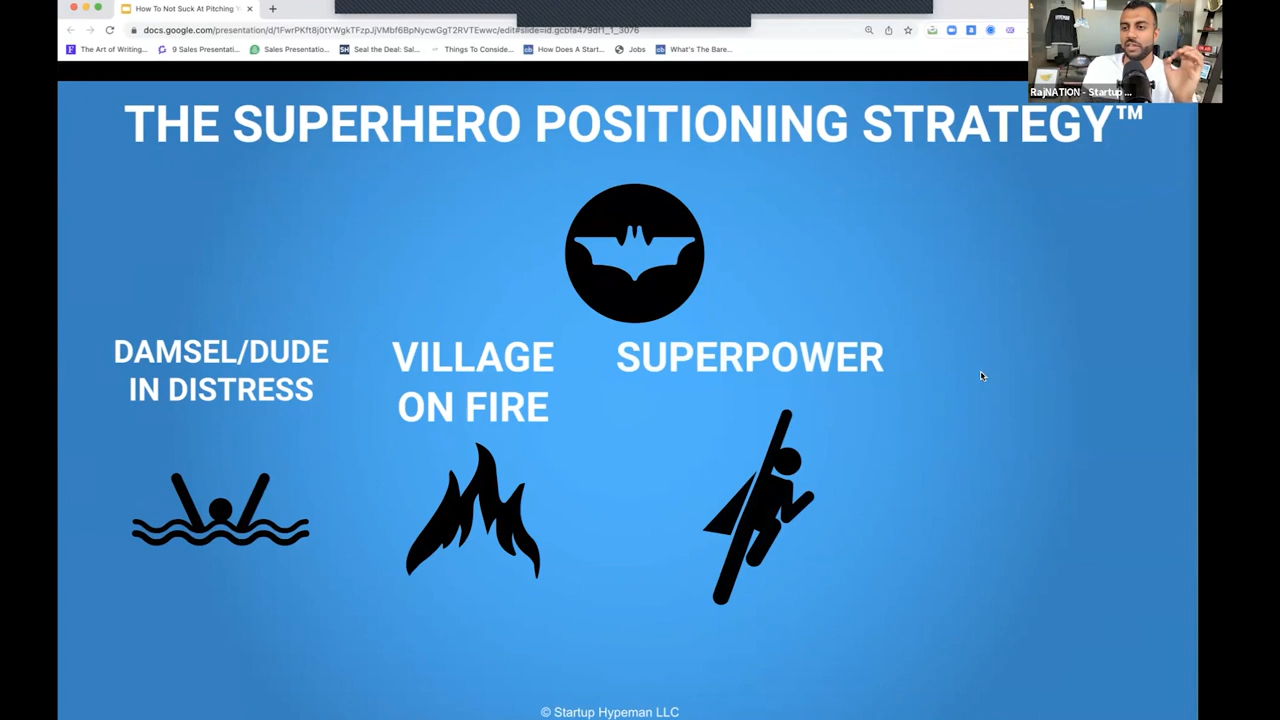 How To Not Suck At Pitching Y
docs.google.com/presentation/d/1FwrPKft8j0tYWgkTFzpJjVMbf6BpNycwGgT2RVTEwwc/edit#slide=id.gcbfa479df1_1_3076
The Art of Writing... 9 Sales Presentati... Sales Presentatio... Seal the Deal: Sal... Things To Conside... How Does A Start... Jobs What's The Bare...
RajNATION - Startup ...
THE SUPERHERO POSITIONING STRATEGY™
DAMSEL/DUDE
IN DISTRESS
VILLAGE
ON FIRE
SUPERPOWER
© Startup Hypeman LLC